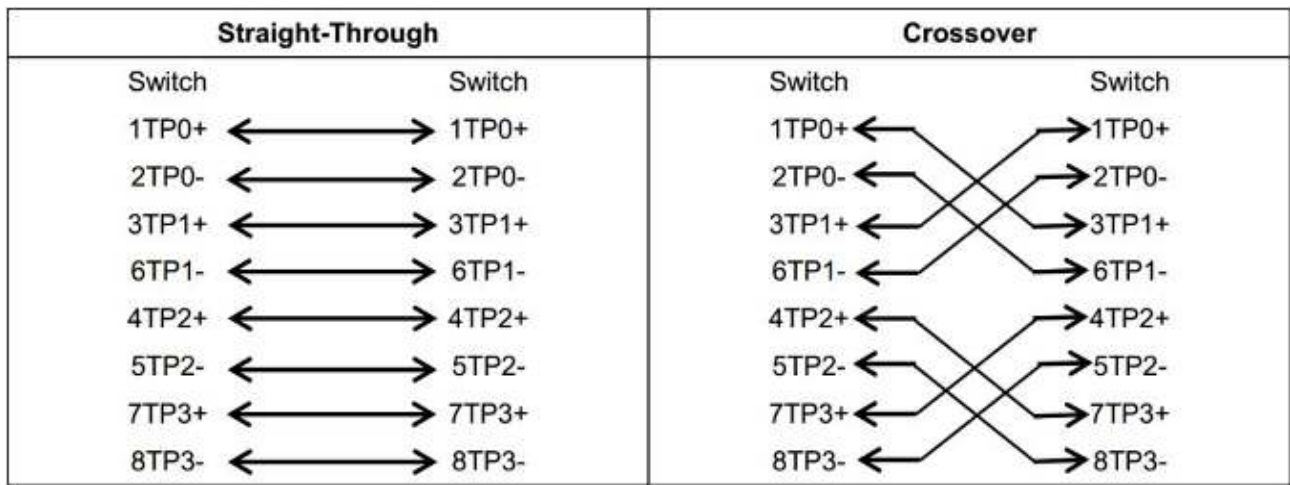 Straight-Through Crossover
Switch Switch Switch Switch
1TP0+ 1TP0+ 1TP0+ 1TP0+
2TP0- 2TP0- 2TP0- 2TP0-
3TP1+ 3TP1+ 3TP1+ 3TP1+
6TP1- 6TP1- 6TP1- 6TP1-
4TP2+ 4TP2+ 4TP2+ 4TP2+
5TP2- 5TP2- 5TP2- 5TP2-
7TP3+ 7TP3+ 7TP3+ 7TP3+
8TP3- 8TP3- 8TP3- 8TP3-